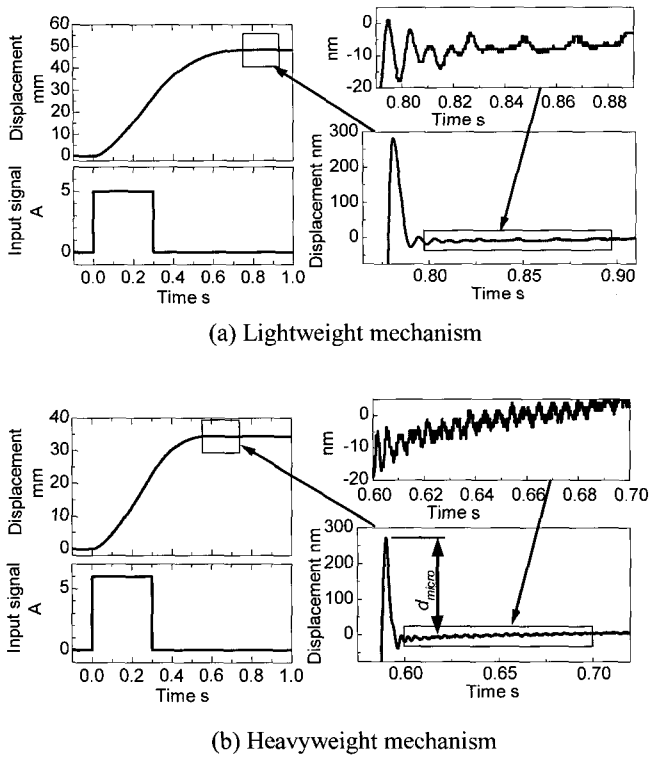 60
50
40
30
20
10
0
Displacement
mm
0
-10
-20
nm
0.80 0.82 0.84 0.86 0.88
Time s
5
0
Input signal
A
0.0 0.2 0.4 0.6 0.8 1.0
Time s
300
200
100
0
Displacement nm
0.80 0.85 0.90
Time s
(a) Lightweight mechanism
40
30
20
10
0
Displacement
mm
0
-10
-20
nm
0.60 0.62 0.64 0.66 0.68 0.70
Time s
5
0
Input signal
A
0.0 0.2 0.4 0.6 0.8 1.0
Time s
300
200
100
0
Displacement nm
d micro
0.60 0.65 0.70
Time s
(b) Heavyweight mechanism